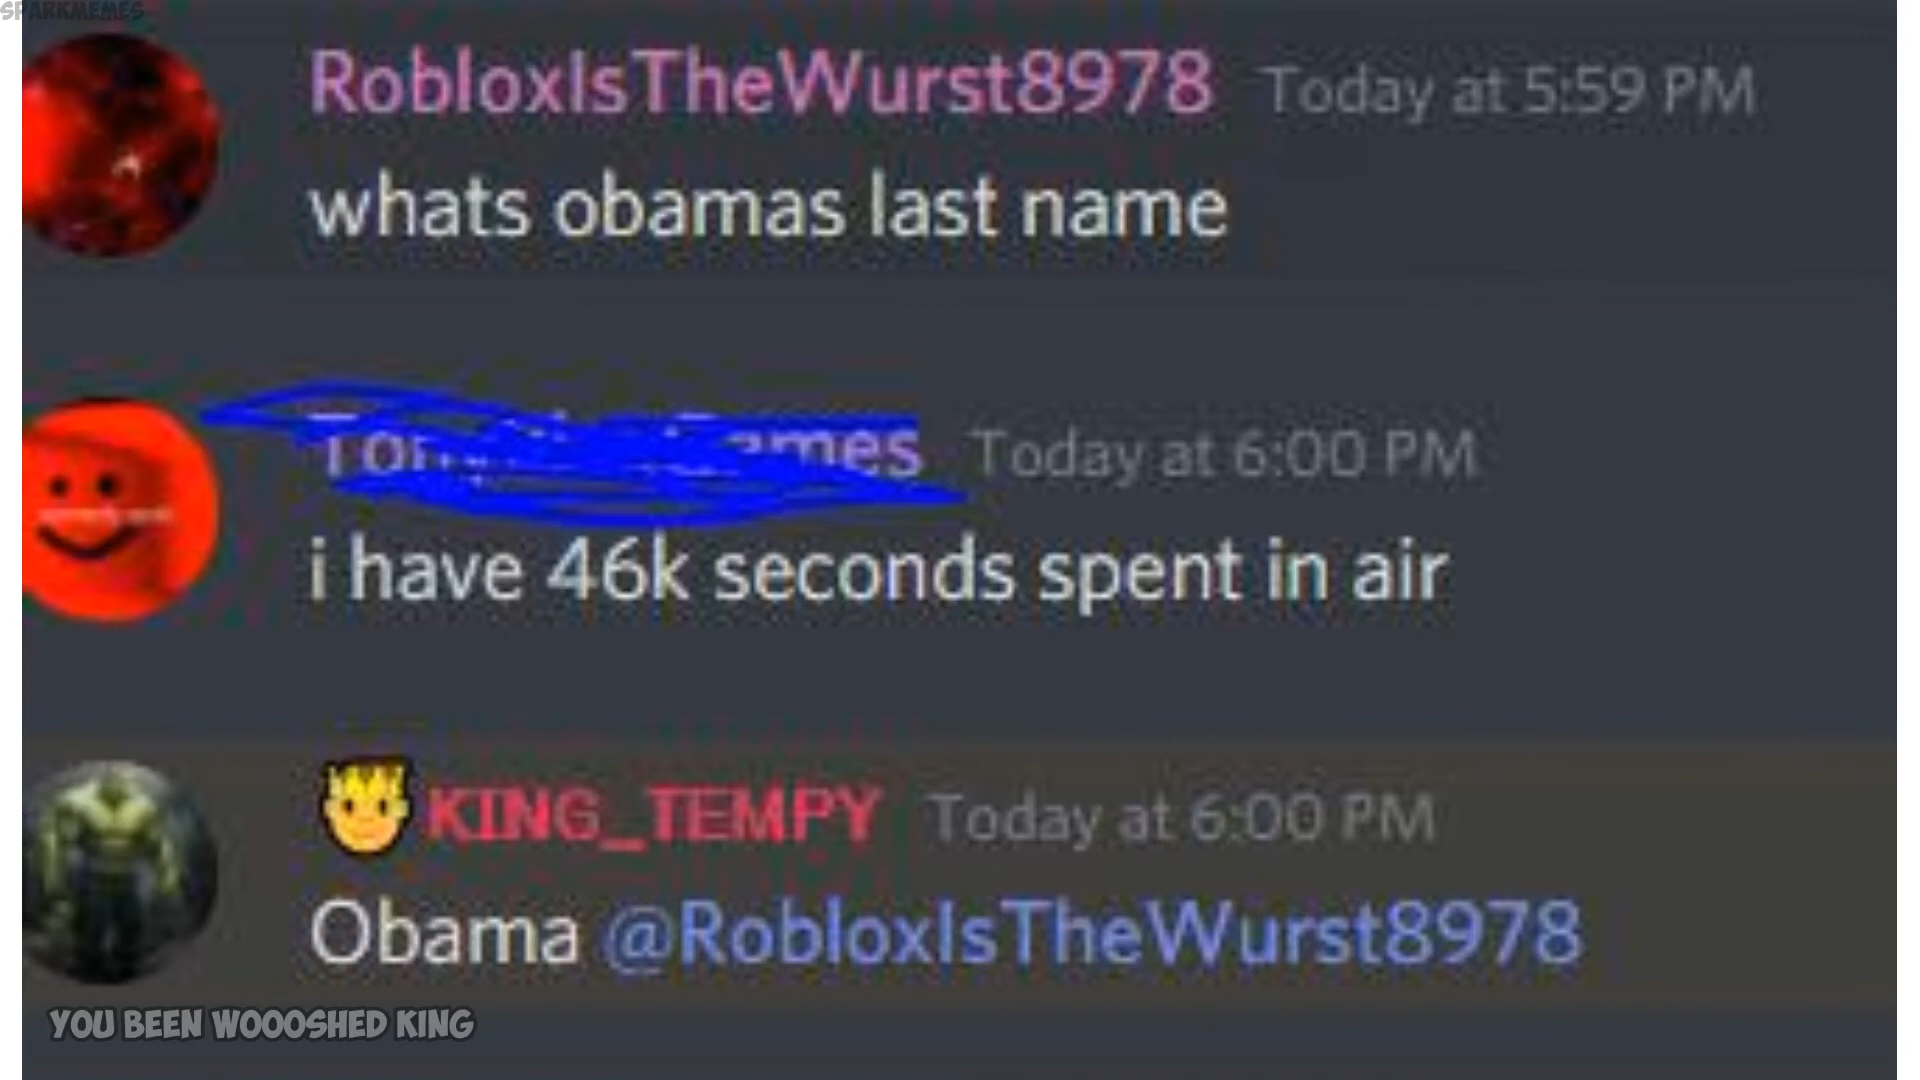 SPARKMEMES
RobloxIsTheWurst8978 Today at 5:59 PM
whats obamas last name
Today at 6:00 PM
i have 46k seconds spent in air
KING_TEMPY Today at 6:00 PM
Obama @RobloxIsTheWurst8978
YOU BEEN WOOOSHED KING